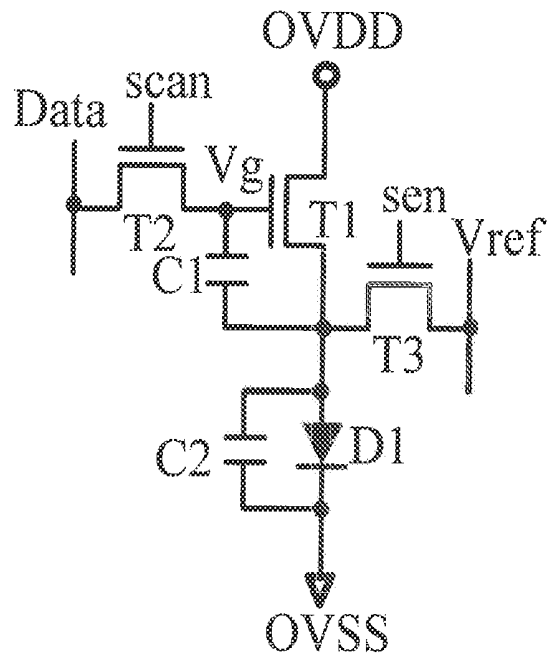 OVDD
scan
Data
Vg
T1
sen
T2
Vref
C1
T3
C2
D1
OVSS